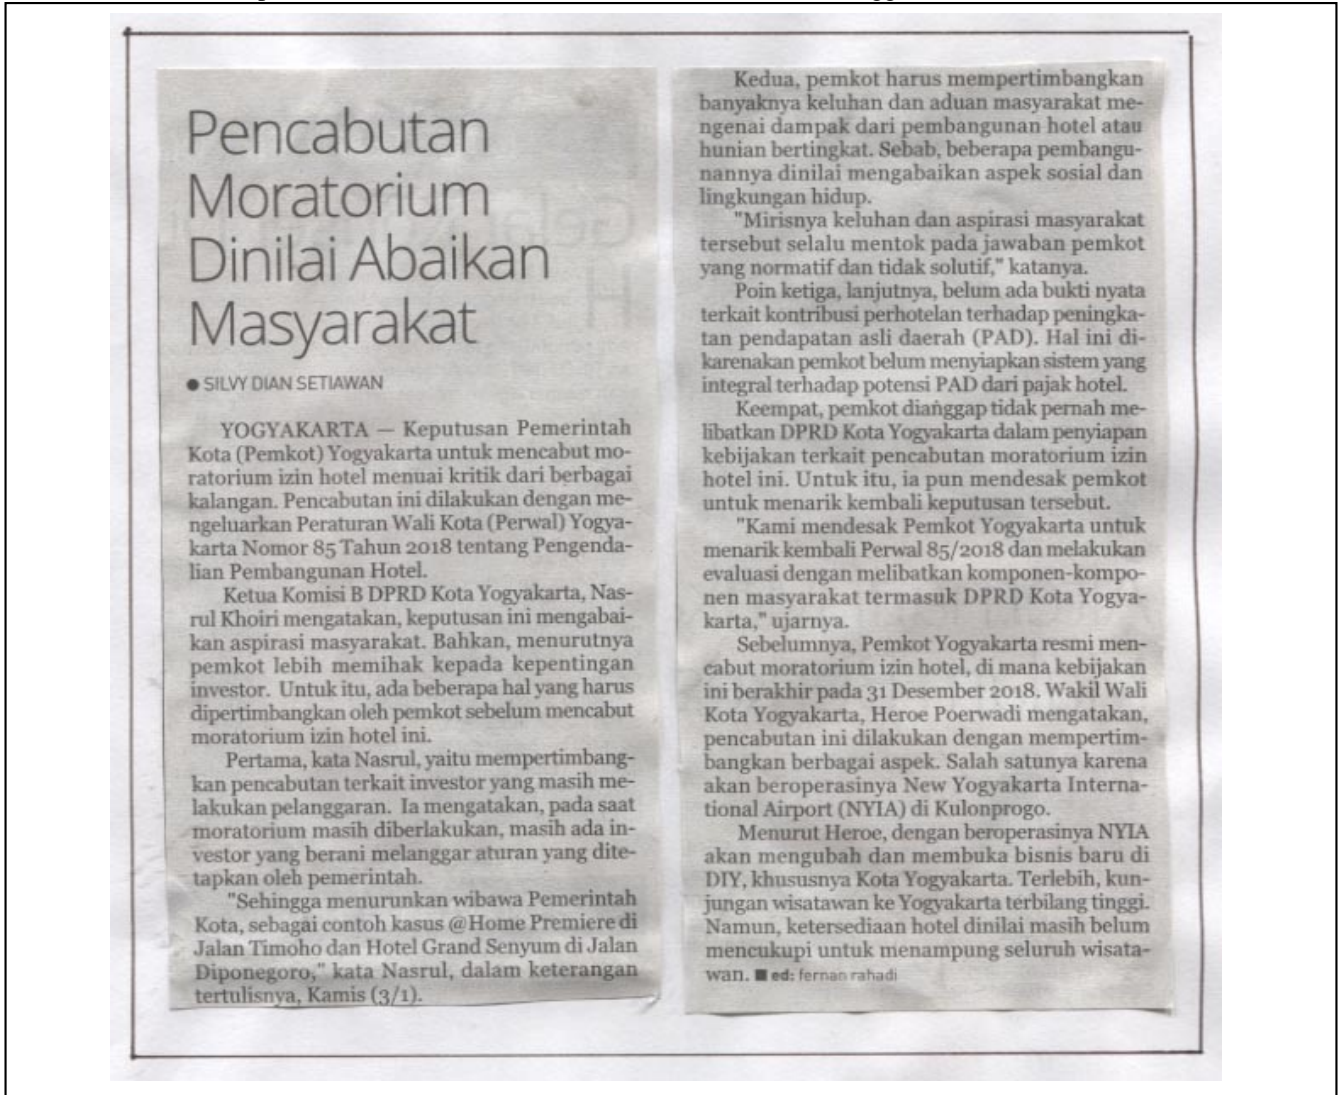 Pencabutan
Moratorium
Dinilai Abaikan
Masyarakat
● SILVY DIAN SETIAWAN
YOGYAKARTA — Keputusan Pemerintah
Kota (Pemkot) Yogyakarta untuk mencabut mo-
ratorium izin hotel menuai kritik dari berbagai
kalangan. Pencabutan ini dilakukan dengan me-
ngeluarkan Peraturan Wali Kota (Perwal) Yogya-
karta Nomor 85 Tahun 2018 tentang Pengenda-
lian Pembangunan Hotel.
Ketua Komisi B DPRD Kota Yogyakarta, Nas-
rul Khoiri mengatakan, keputusan ini mengabai-
kan aspirasi masyarakat. Bahkan, menurutnya
pemkot lebih memihak kepada kepentingan
investor. Untuk itu, ada beberapa hal yang harus
dipertimbangkan oleh pemkot sebelum mencabut
moratorium izin hotel ini.
Pertama, kata Nasrul, yaitu mempertimbang-
kan pencabutan terkait investor yang masih me-
lakukan pelanggaran. Ia mengatakan, pada saat
moratorium masih diberlakukan, masih ada in-
vestor yang berani melanggar aturan yang dite-
tapkan oleh pemerintah.
"Sehingga menurunkan wibawa Pemerintah
Kota, sebagai contoh kasus @Home Premiere di
Jalan Timoho dan Hotel Grand Senyum di Jalan
Diponegoro," kata Nasrul, dalam keterangan
tertulisnya, Kamis (3/1).
Kedua, pemkot harus mempertimbangkan
banyaknya keluhan dan aduan masyarakat me-
ngenai dampak dari pembangunan hotel atau
hunian bertingkat. Sebab, beberapa pembangu-
nannya dinilai mengabaikan aspek sosial dan
lingkungan hidup.
"Mirisnya keluhan dan aspirasi masyarakat
tersebut selalu mentok pada jawaban pemkot
yang normatif dan tidak solutif," katanya.
Poin ketiga, lanjutnya, belum ada bukti nyata
terkait kontribusi perhotelan terhadap peningka-
tan pendapatan asli daerah (PAD). Hal ini di-
karenakan pemkot belum menyiapkan sistem yang
integral terhadap potensi PAD dari pajak hotel.
Keempat, pemkot dianggap tidak pernah me-
libatkan DPRD Kota Yogyakarta dalam penyiapan
kebijakan terkait pencabutan moratorium izin
hotel ini. Untuk itu, ia pun mendesak pemkot
untuk menarik kembali keputusan tersebut.
"Kami mendesak Pemkot Yogyakarta untuk
menarik kembali Perwal 85/2018 dan melakukan
evaluasi dengan melibatkan komponen-kompo-
nen masyarakat termasuk DPRD Kota Yogya-
karta," ujarnya.
Sebelumnya, Pemkot Yogyakarta resmi men-
cabut moratorium izin hotel, di mana kebijakan
ini berakhir pada 31 Desember 2018. Wakil Wali
Kota Yogyakarta, Heroe Poerwadi mengatakan,
pencabutan ini dilakukan dengan mempertim-
bangkan berbagai aspek. Salah satunya karena
akan beroperasinya New Yogyakarta Interna-
tional Airport (NYIA) di Kulonprogo.
Menurut Heroe, dengan beroperasinya NYIA
akan mengubah dan membuka bisnis baru di
DIY, khususnya Kota Yogyakarta. Terlebih, kun-
jungan wisatawan ke Yogyakarta terbilang tinggi.
Namun, ketersediaan hotel dinilai masih belum
mencukupi untuk menampung seluruh wisata-
wan. ■ ed: fernan rahadi